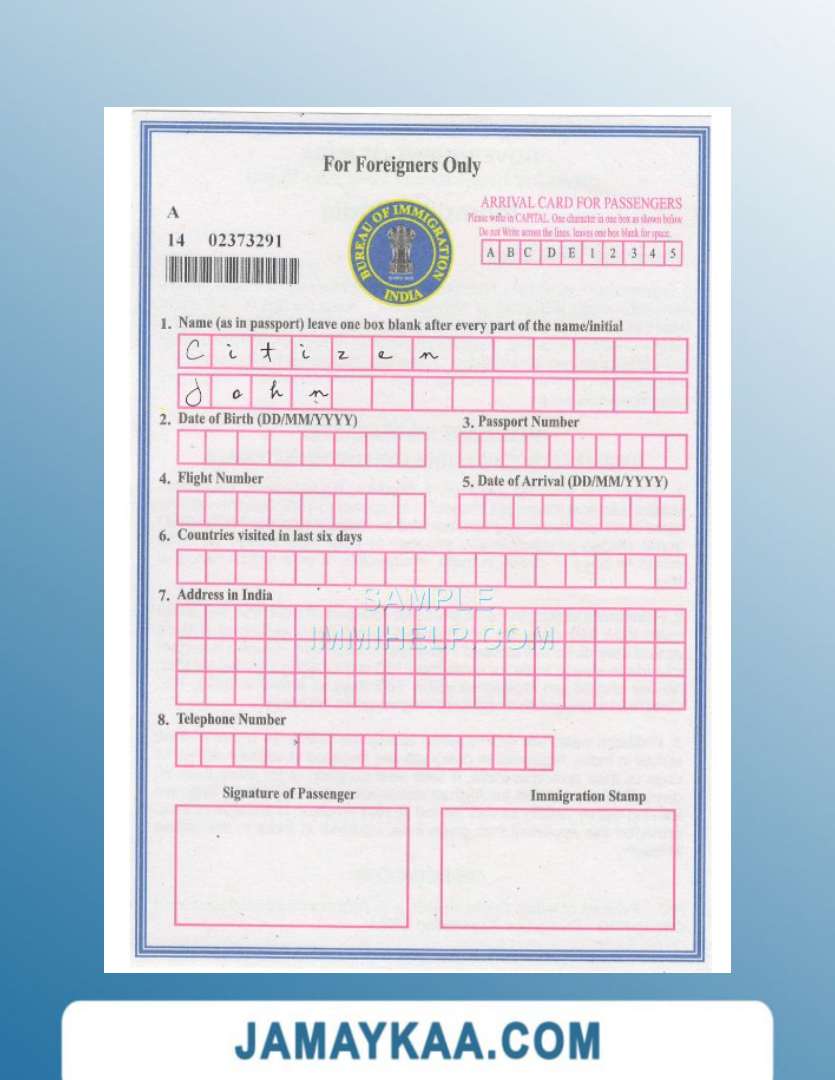 For Foreigners Only
A
14 02373291
BUREAU OF IMMIGRATION
INDIA
ARRIVAL CARD FOR PASSENGERS
Please write in CAPITAL. One character in one box as shown below
Do not Write across the lines. leaves one box blank for space.
A B C D E 1 2 3 4 5
1. Name (as in passport) leave one box blank after every part of the name/initial
Citizen
John
2. Date of Birth (DD/MM/YYYY)
3. Passport Number
4. Flight Number
5. Date of Arrival (DD/MM/YYYY)
6. Countries visited in last six days
7. Address in India
SAMPLE
IMMIHELP.COM
8. Telephone Number
Signature of Passenger
Immigration Stamp
JAMAYKAA.COM